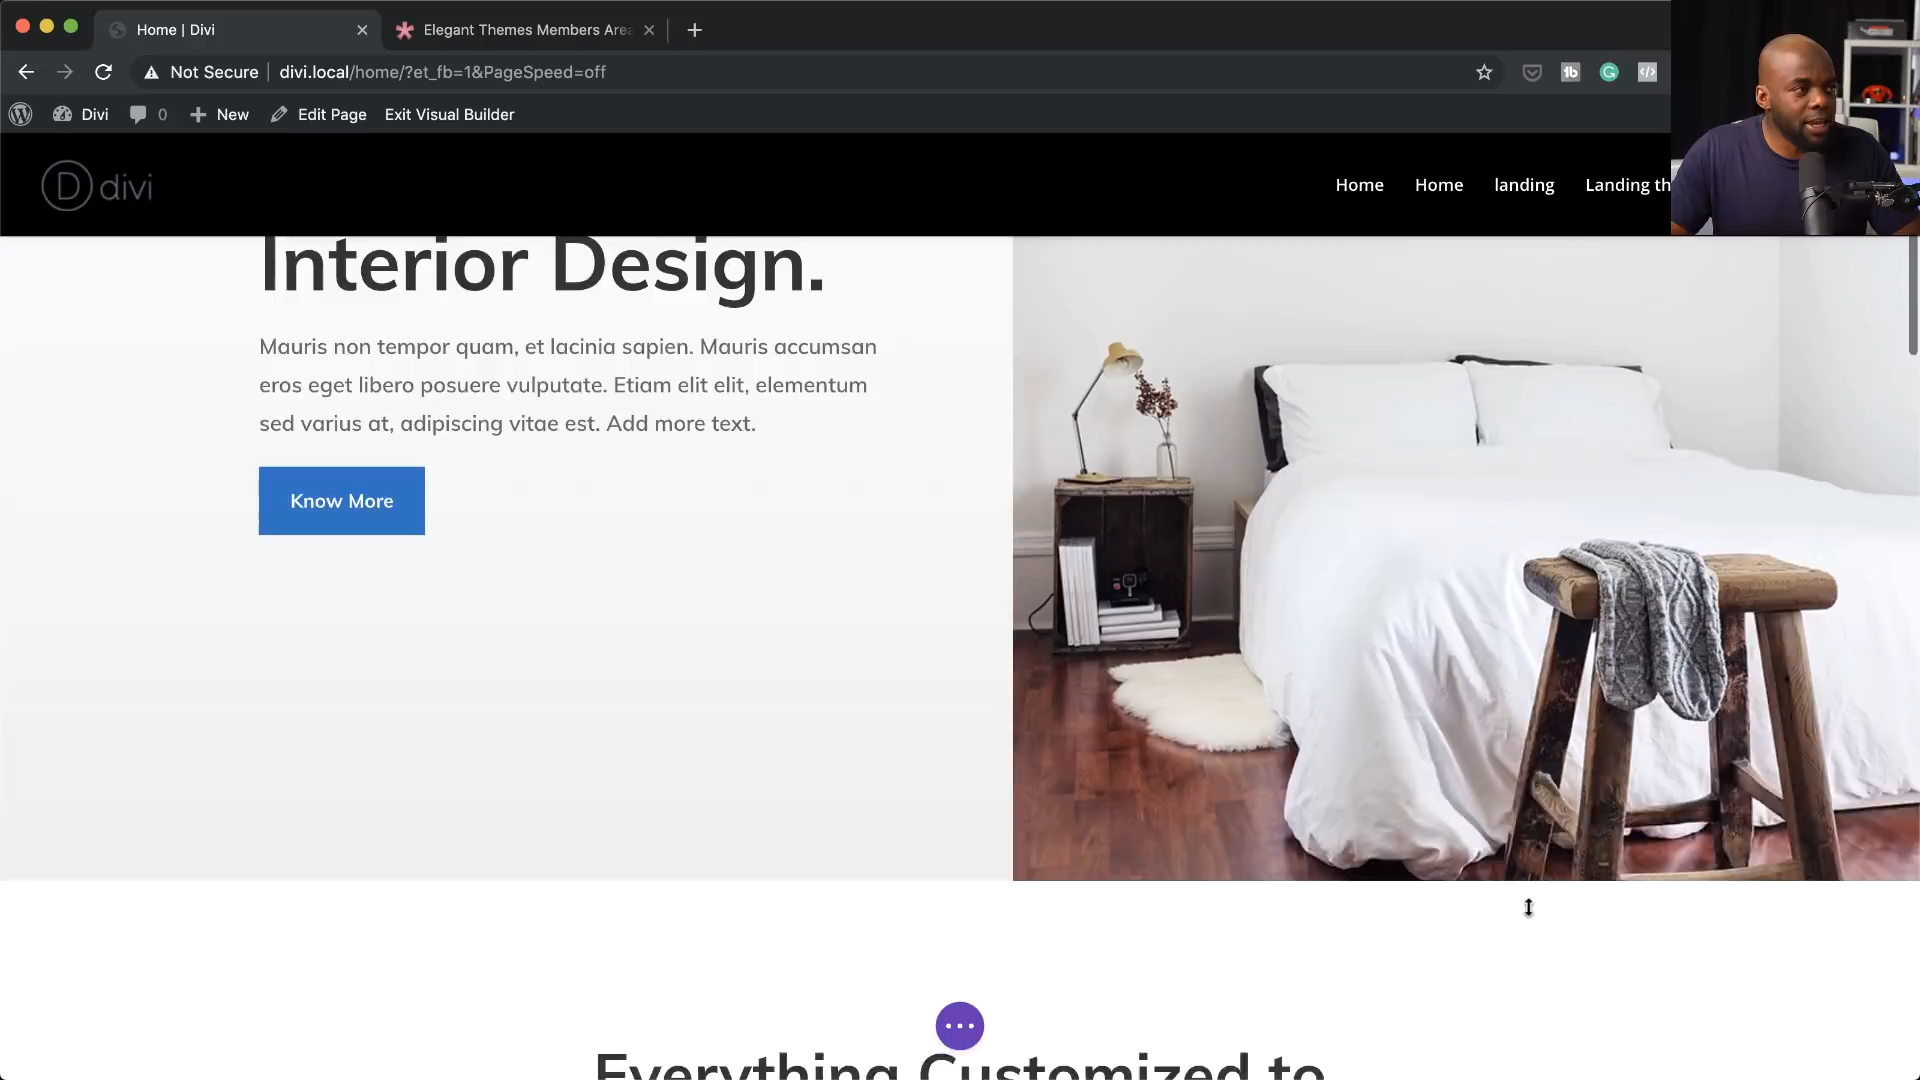 Home | Divi
Elegant Themes Members Area
Not Secure
divi.local/home/?et_fb=1&PageSpeed=off
Divi
0
New
Edit Page
Exit Visual Builder
D divi
Home
Home
landing
Landing th
Interior Design.
Mauris non tempor quam, et lacinia sapien. Mauris accumsan
eros eget libero posuere vulputate. Etiam elit elit, elementum
sed varius at, adipiscing vitae est. Add more text.
Know More
Everything Customized to